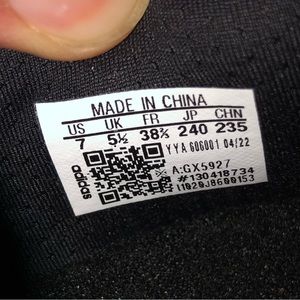 MADE IN CHINA
US UK FR JP CHN
7 5½ 38⅔ 240 235
YYA 606001 04/22
adidas
A:GX5927
#130418734